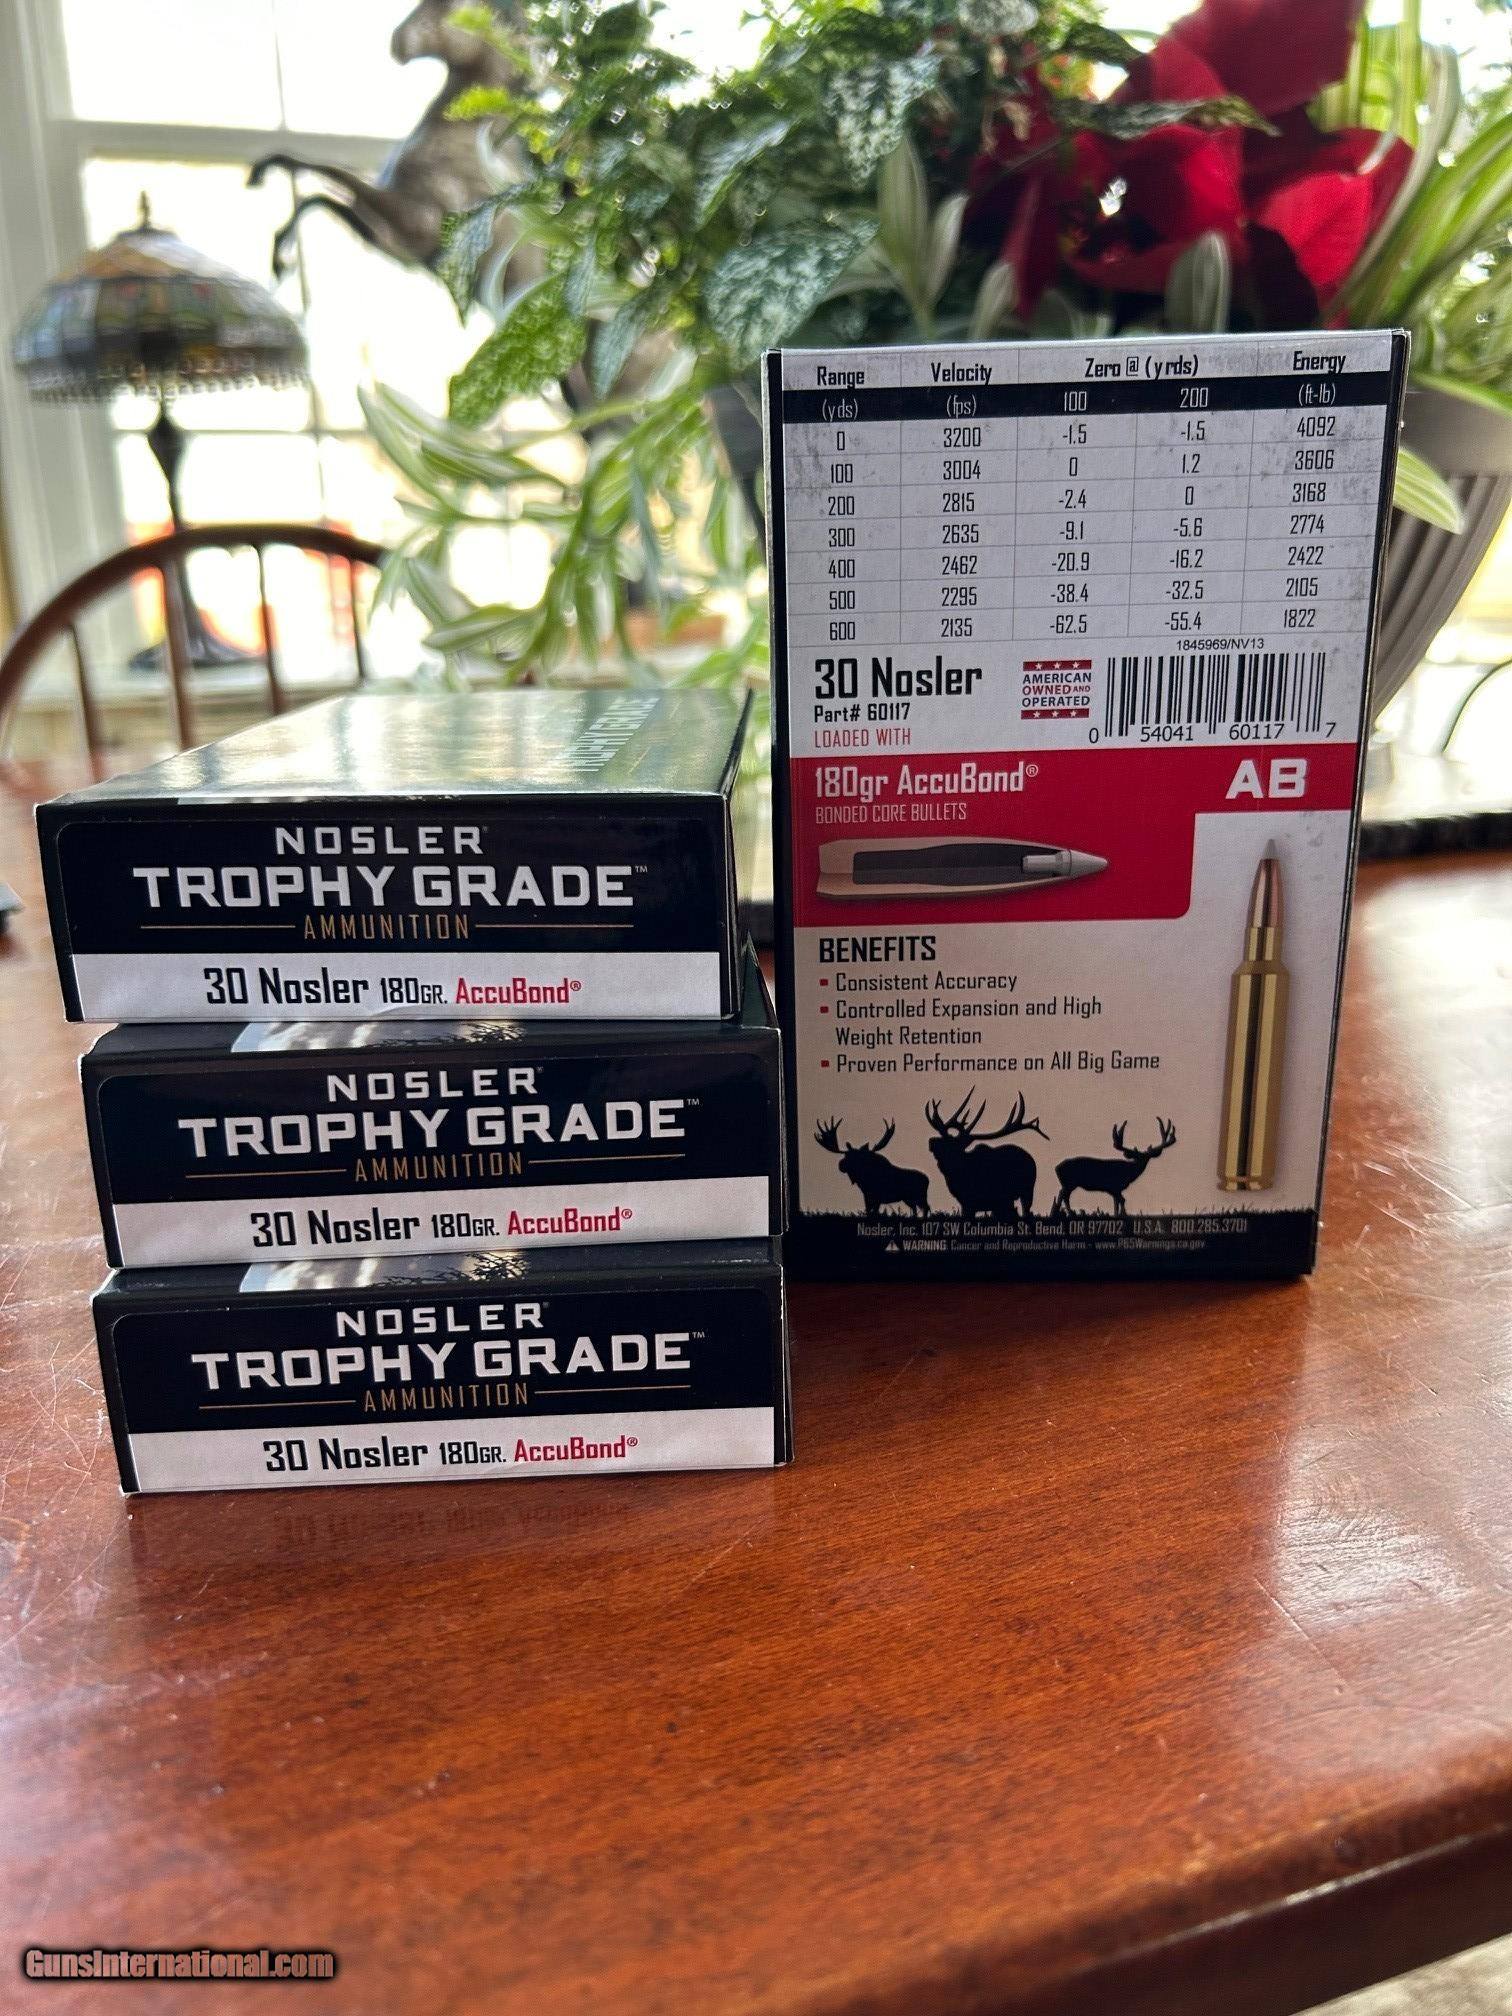 Range Velocity Zero @ (yrds) Energy
(yds) (fps) 100 200 (ft-lb)
0 3200 -1.5 -1.5 4092
100 3004 0 1.2 3606
200 2815 -2.4 0 3168
300 2635 -9.1 -5.6 2774
400 2462 -20.9 -16.2 2422
500 2295 -38.4 -32.5 2105
600 2135 -62.5 -55.4 1822
1845969/NV13
30 Nosler
Part# 60117
LOADED WITH
AMERICAN
OWNED AND
OPERATED
0 54041 60117 7
180gr AccuBond®
BONDED CORE BULLETS
AB
BENEFITS
▪ Consistent Accuracy
▪ Controlled Expansion and High
Weight Retention
▪ Proven Performance on All Big Game
Nosler, Inc. 107 SW Columbia St. Bend, OR 97702 U.S.A. 800.285.3701
⚠ WARNING Cancer and Reproductive Harm - www.P65Warnings.ca.gov
TROPHY GRADE
NOSLER®
TROPHY GRADE™
AMMUNITION
30 Nosler 180GR. AccuBond®
NOSLER®
TROPHY GRADE™
AMMUNITION
30 Nosler 180GR. AccuBond®
NOSLER®
TROPHY GRADE™
AMMUNITION
30 Nosler 180GR. AccuBond®
GunsInternational.com